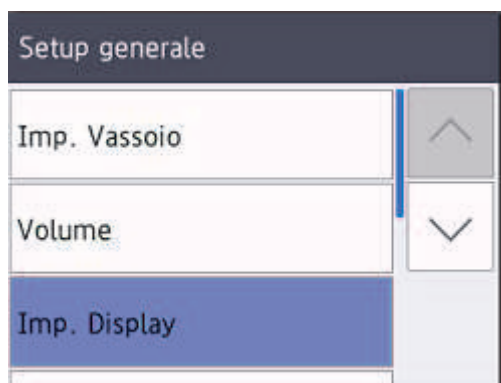 Setup generale
Imp. Vassoio
Volume
Imp. Display